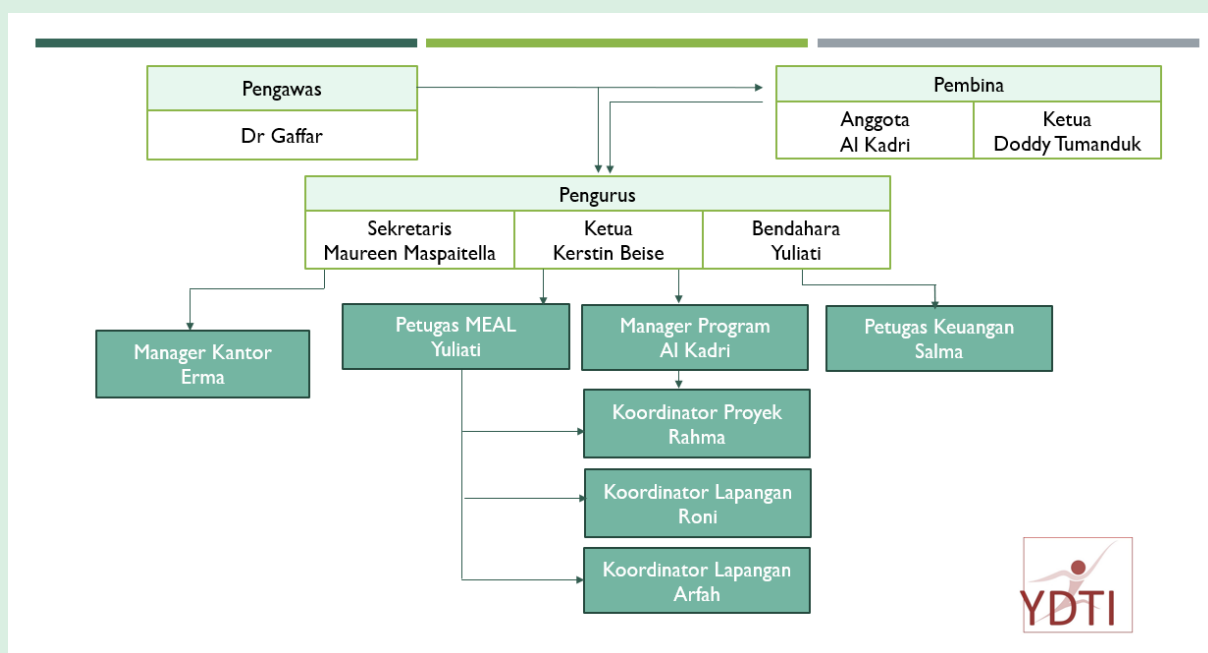 Pengawas
Dr Gaffar
Pembina
Anggota
Al Kadri
Ketua
Doddy Tumanduk
Pengurus
Sekretaris
Maureen Maspaitella
Ketua
Kerstin Beise
Bendahara
Yuliati
Manager Kantor
Erma
Petugas MEAL
Yuliati
Manager Program
Al Kadri
Petugas Keuangan
Salma
Koordinator Proyek
Rahma
Koordinator Lapangan
Roni
Koordinator Lapangan
Arfah
YDTI